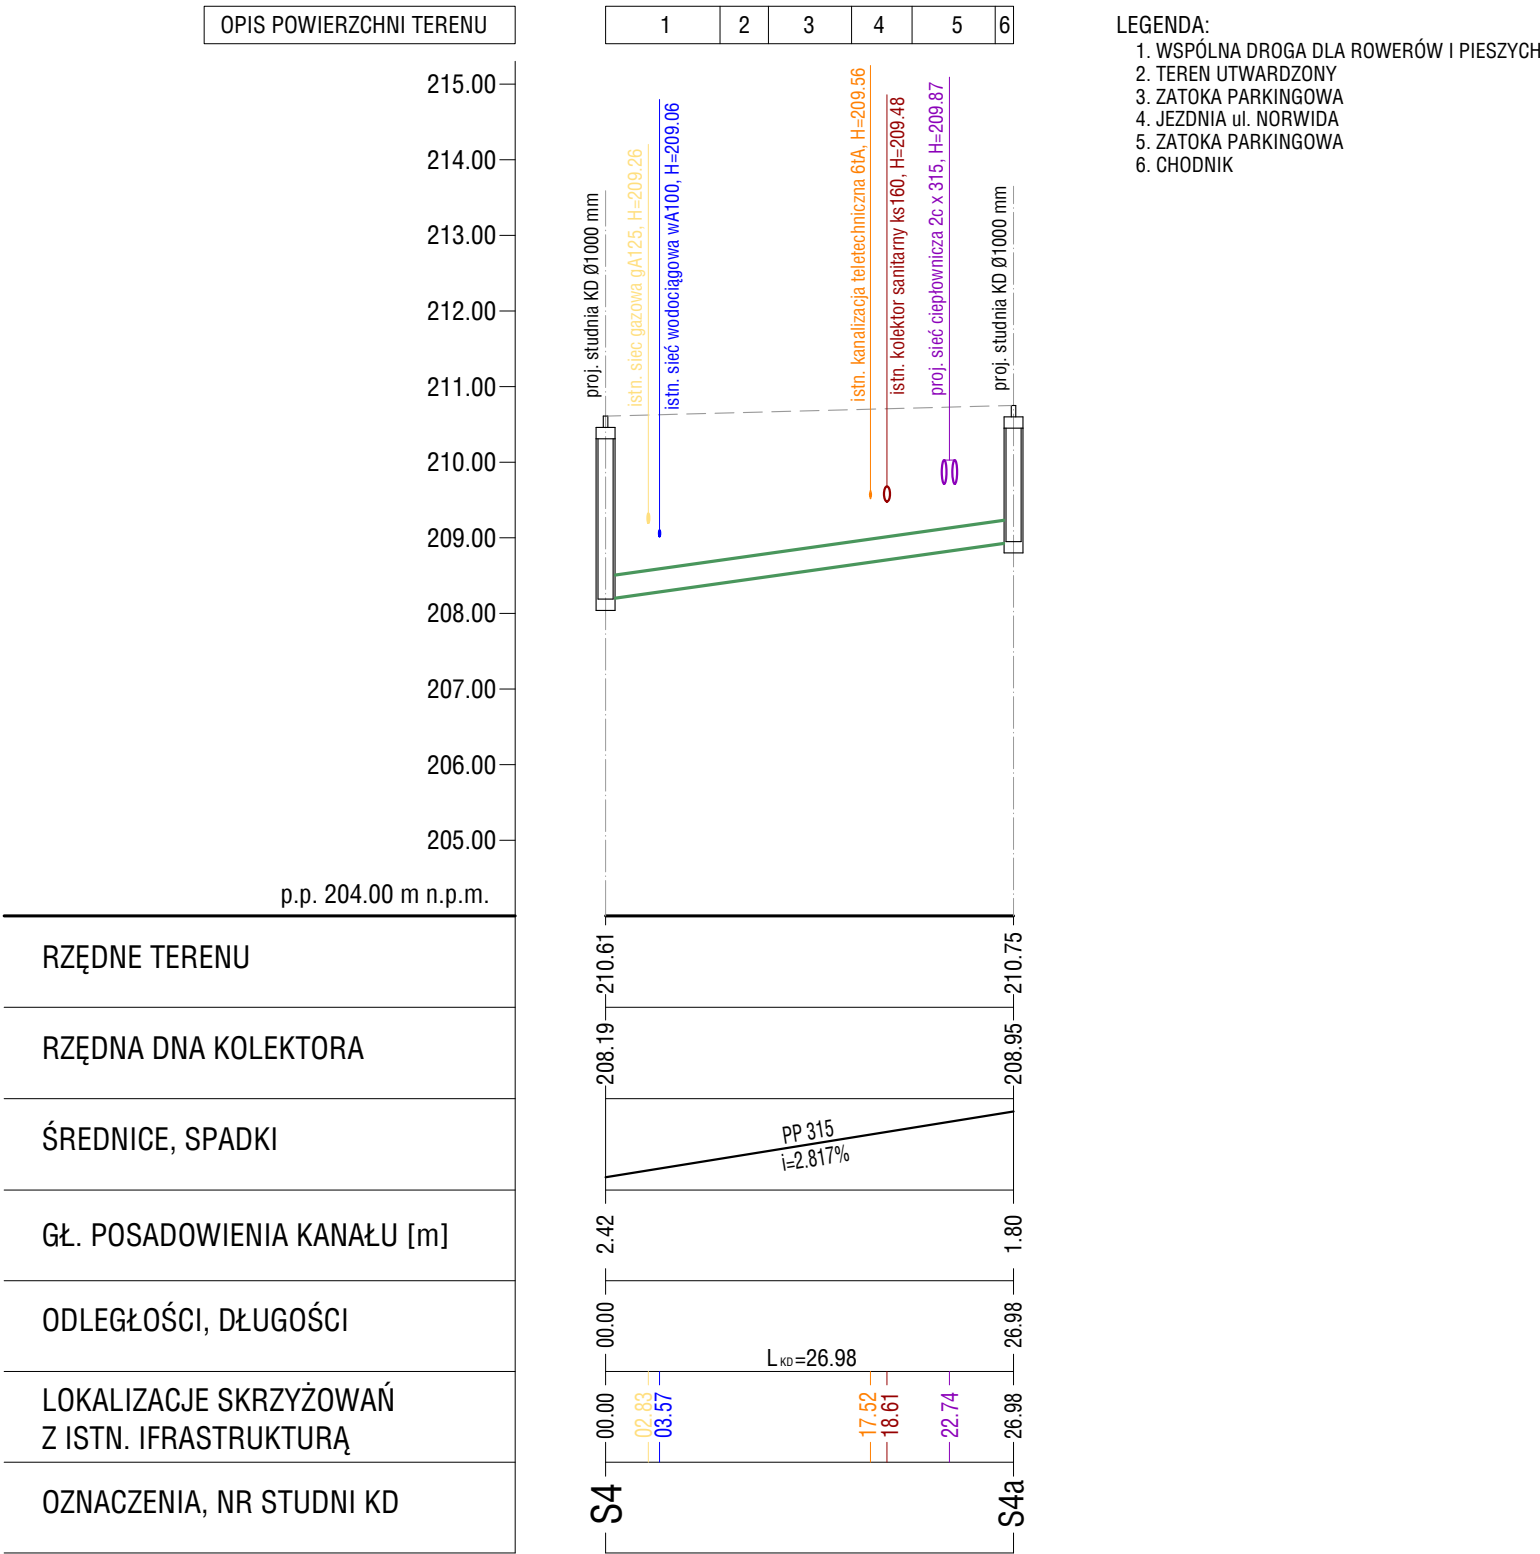 OPIS POWIERZCHNI TERENU
1 2 3 4 5 6
LEGENDA:
1. WSPÓLNA DROGA DLA ROWERÓW I PIESZYCH
2. TEREN UTWARDZONY
3. ZATOKA PARKINGOWA
4. JEZDNIA ul. NORWIDA
5. ZATOKA PARKINGOWA
6. CHODNIK
215.00
214.00
213.00
212.00
211.00
210.00
209.00
208.00
207.00
206.00
205.00
p.p. 204.00 m n.p.m.
proj. studnia KD Ø1000 mm
istn. siec gazowa gA125, H=209.26
istn. sieć wodociągowa wA100, H=209.06
istn. kanalizacja teletechniczna 6tA, H=209.56
istn. kolektor sanitarny ks160, H=209.48
proj. sieć ciepłownicza 2c x 315, H=209.87
proj. studnia KD Ø1000 mm
RZĘDNE TERENU
210.61
210.75
RZĘDNA DNA KOLEKTORA
208.19
208.95
ŚREDNICE, SPADKI
PP 315
i=2.817%
GŁ. POSADOWIENIA KANAŁU [m]
2.42
1.80
ODLEGŁOŚCI, DŁUGOŚCI
00.00
26.98
LKD=26.98
LOKALIZACJE SKRZYŻOWAŃ
Z ISTN. IFRASTRUKTURĄ
00.00
02.83
03.57
17.52
18.61
22.74
26.98
OZNACZENIA, NR STUDNI KD
S4
S4a